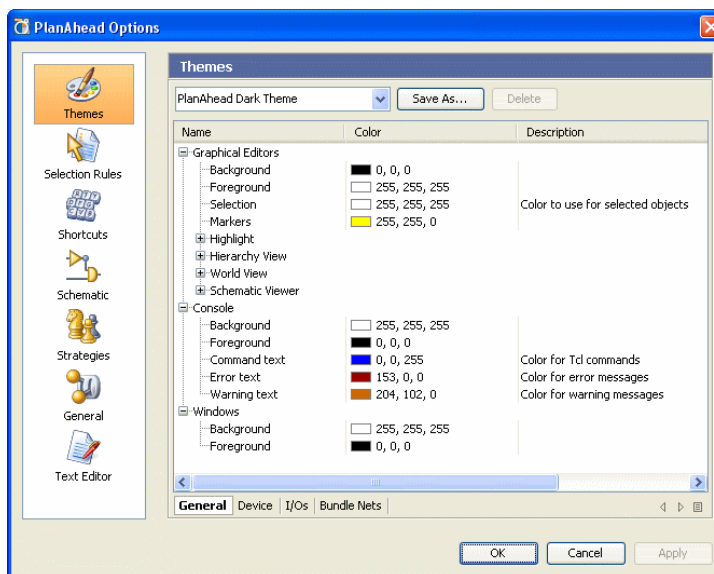 PlanAhead Options
Themes
Selection Rules
Shortcuts
Schematic
Strategies
General
Text Editor
Themes
PlanAhead Dark Theme Save As... Delete
Name Color Description
Graphical Editors
Background 0, 0, 0
Foreground 255, 255, 255
Selection 255, 255, 255 Color to use for selected objects
Markers 255, 255, 0
Highlight
Hierarchy View
World View
Schematic Viewer
Console
Background 255, 255, 255
Foreground 0, 0, 0
Command text 0, 0, 255 Color for Tcl commands
Error text 153, 0, 0 Color for error messages
Warning text 204, 102, 0 Color for warning messages
Windows
Background 255, 255, 255
Foreground 0, 0, 0
General Device I/Os Bundle Nets
OK Cancel Apply